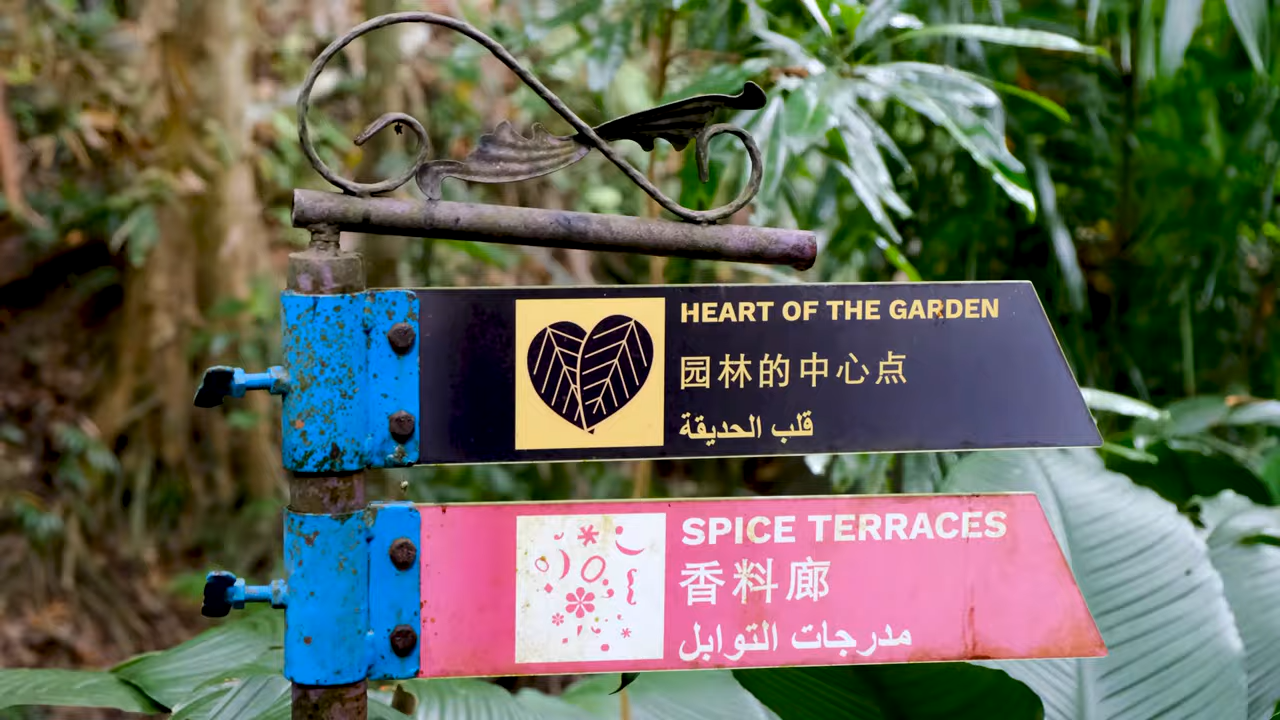 HEART OF THE GARDEN
园林的中心点
قلب الحديقة
SPICE TERRACES
香料廊
مدرجات التوابل